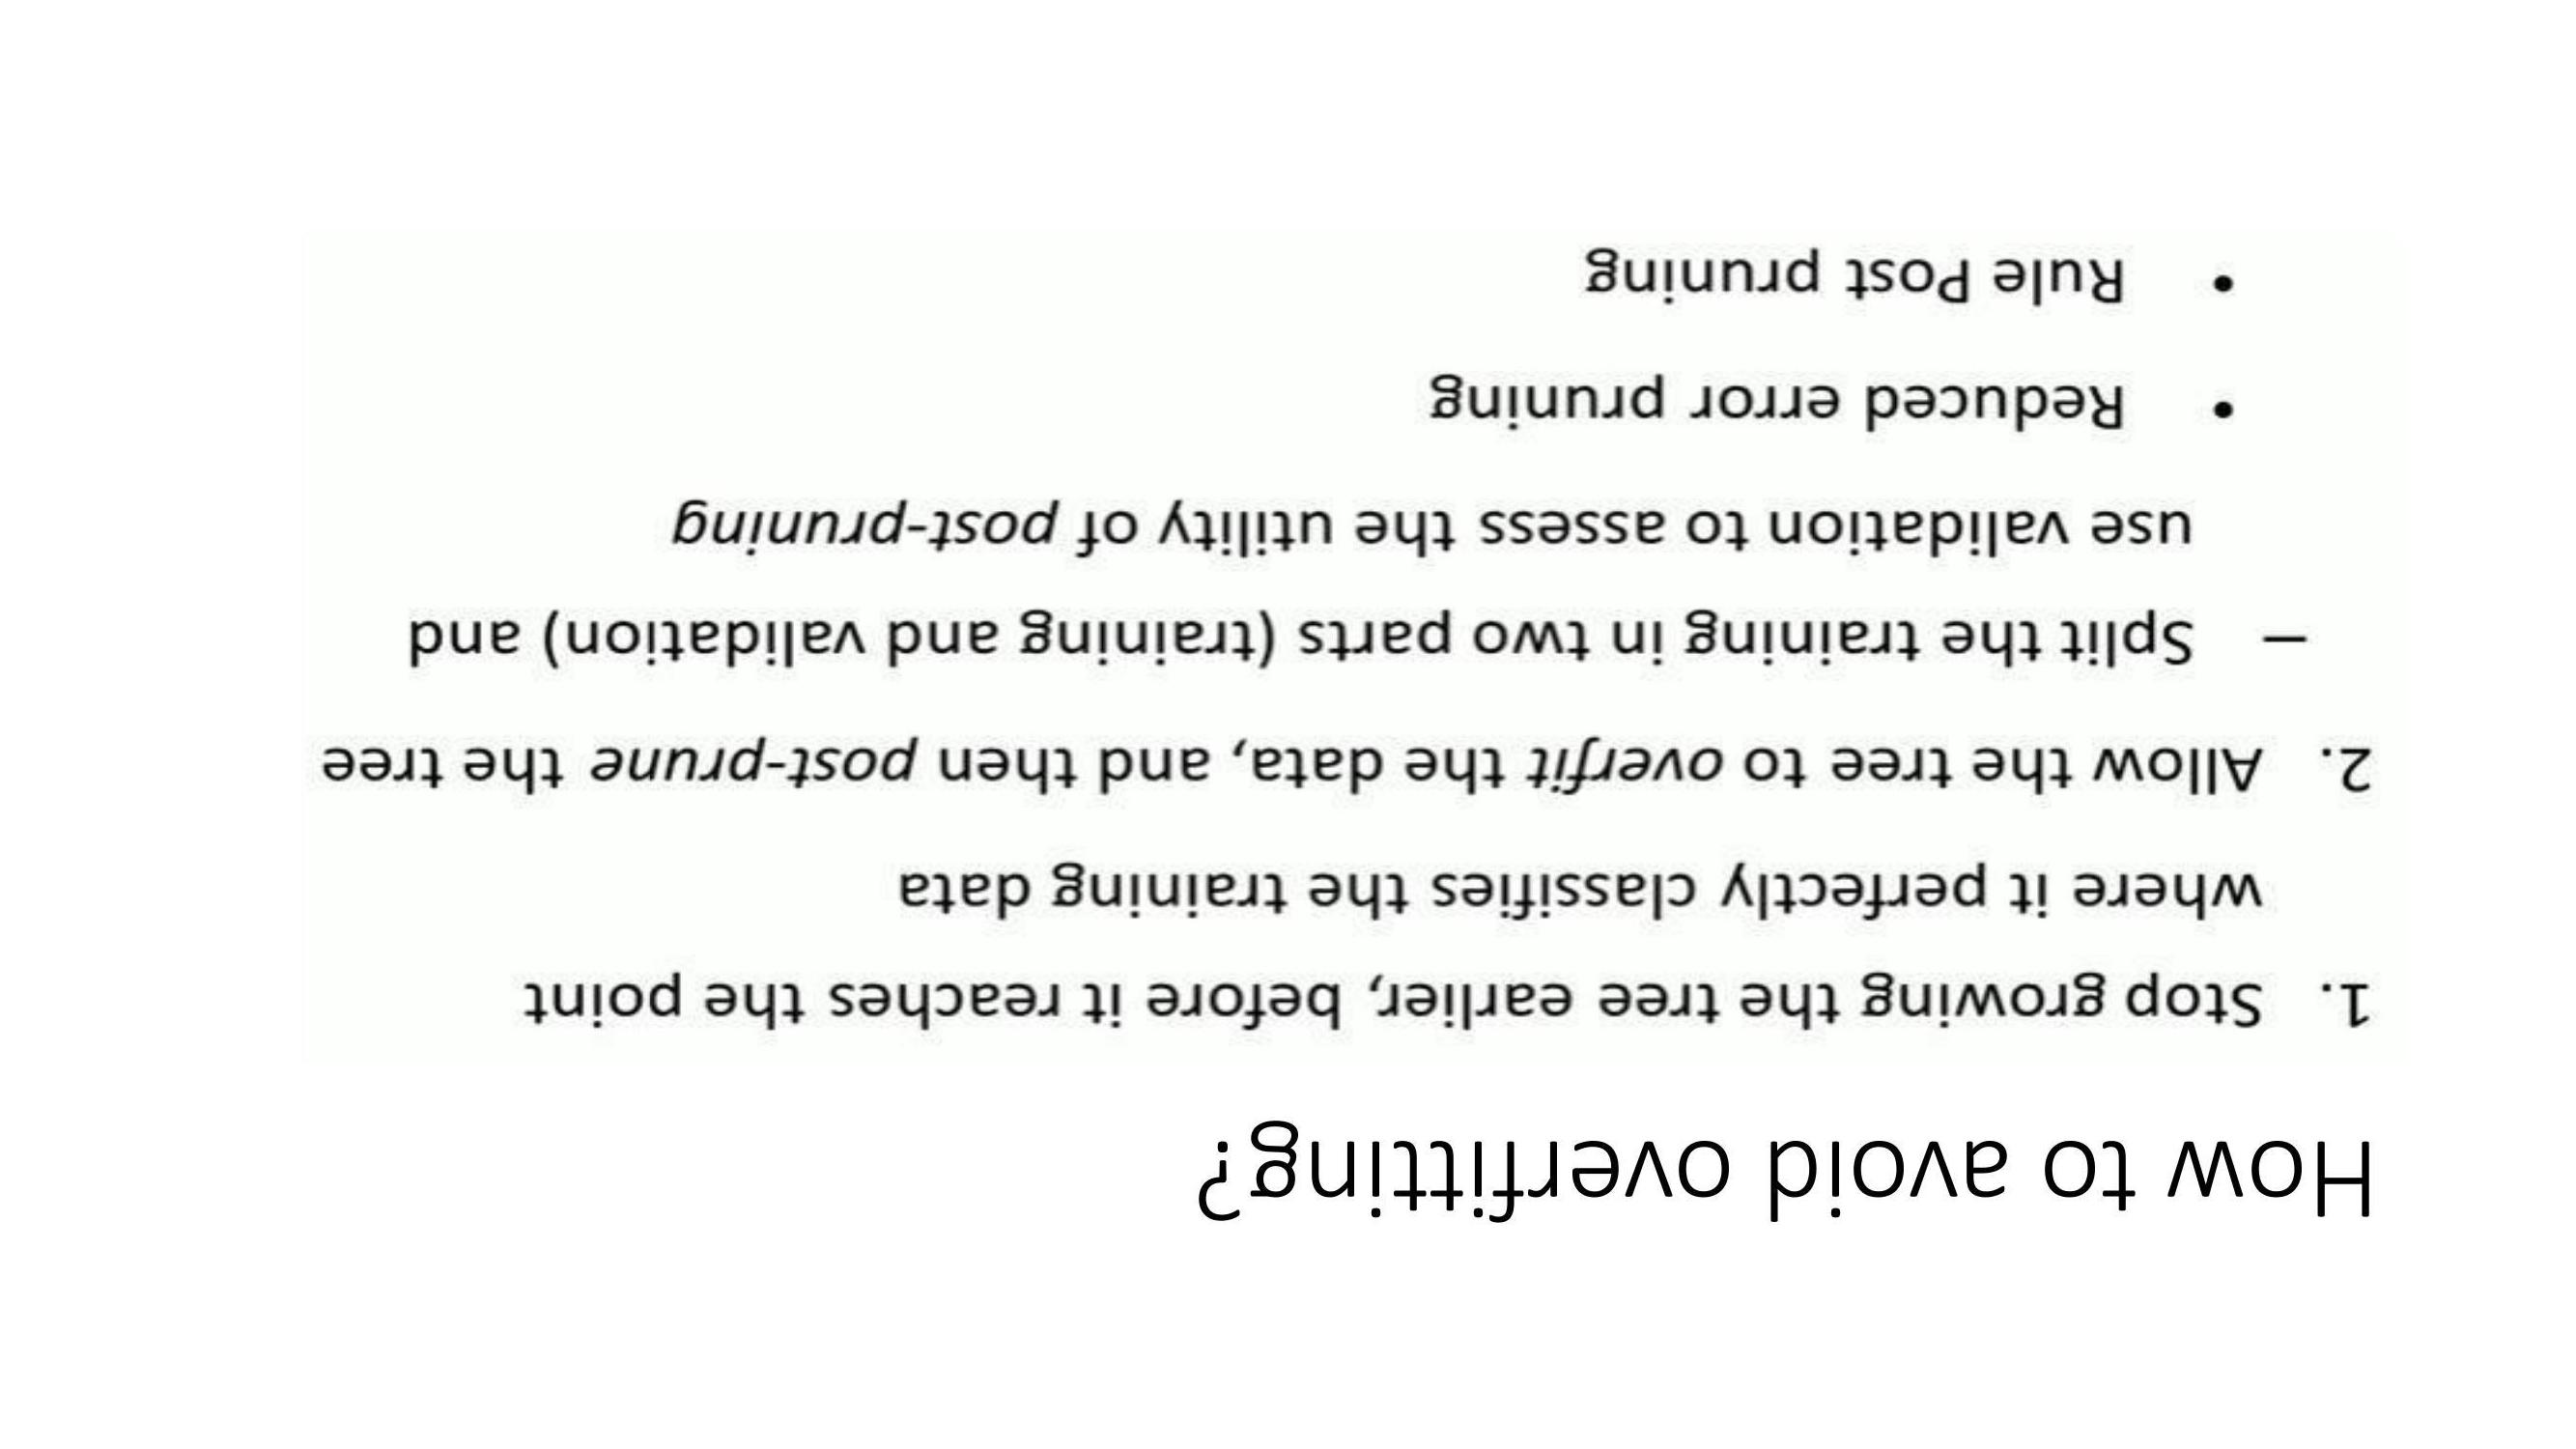 How to avoid overfitting?
1. Stop growing the tree earlier, before it reaches the point
where it perfectly classifies the training data
2. Allow the tree to overfit the data, and then post-prune the tree
– Split the training in two parts (training and validation) and
use validation to assess the utility of post-pruning
• Reduced error pruning
• Rule Post pruning